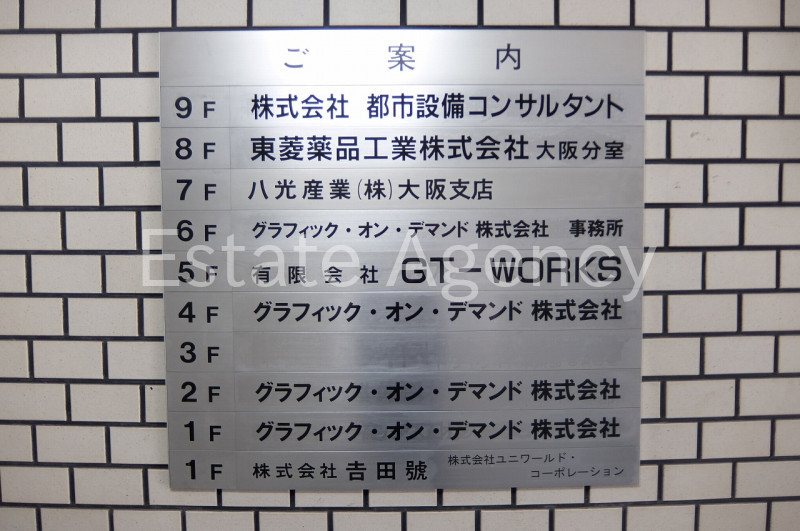 ご案内
9F 株式会社 都市設備コンサルタント
8F 東菱薬品工業株式会社 大阪分室
7F 八光産業(株)大阪支店
6F グラフィック・オン・デマンド 株式会社 事務所
Estate Agency
5F 有限会社 GT-WORKS
4F グラフィック・オン・デマンド 株式会社
3F
2F グラフィック・オン・デマンド 株式会社
1F グラフィック・オン・デマンド 株式会社
1F 株式会社 𠮷田號 株式会社ユニワールド・
コーポレーション